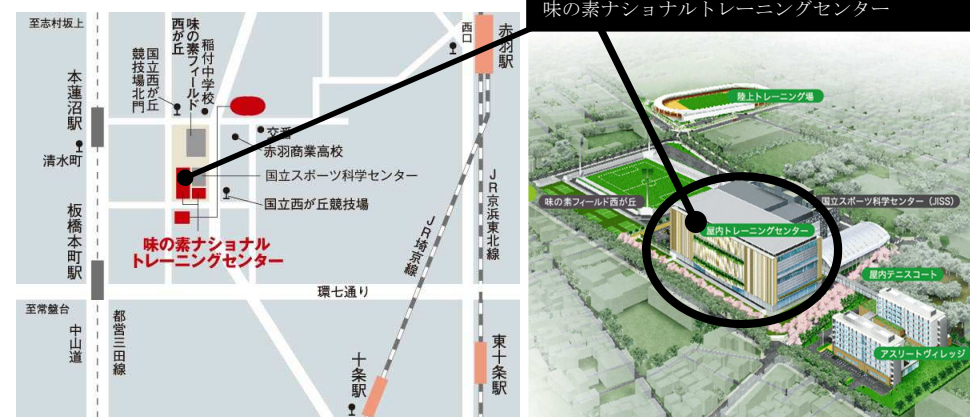 味の素ナショナルトレーニングセンター
至志村坂上
本蓮沼駅
清水町
板橋本町駅
至常盤台
中山道
都営三田線
国立西が丘
競技場北門
味の素フィールド
西が丘
稲付中学校
交番
赤羽商業高校
国立スポーツ科学センター
国立西が丘競技場
味の素ナショナル
トレーニングセンター
環七通り
西口
赤羽駅
JR京浜東北線
JR埼京線
十条駅
東十条駅
陸上トレーニング場
味の素フィールド西が丘
国立スポーツ科学センター(JISS)
屋内トレーニングセンター
屋内テニスコート
アスリートヴィレッジ